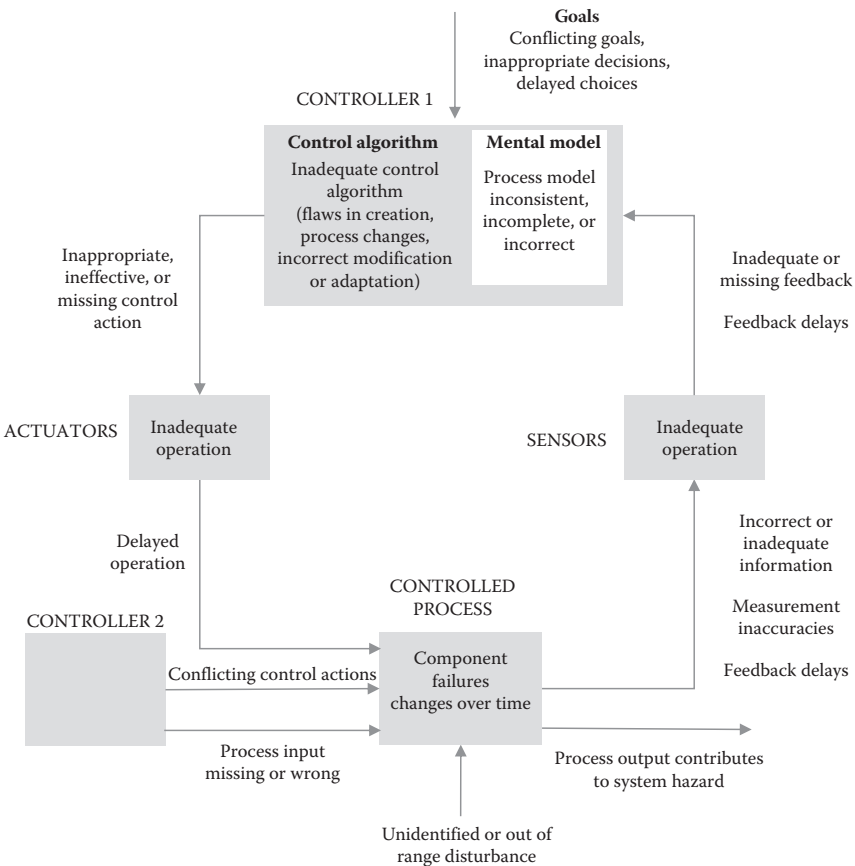 Goals
Conflicting goals,
inappropriate decisions,
delayed choices
CONTROLLER 1
Control algorithm
Inadequate control
algorithm
(flaws in creation,
process changes,
incorrect modification
or adaptation)
Mental model
Process model
inconsistent,
incomplete, or
incorrect
Inappropriate,
ineffective, or
missing control
action
Inadequate or
missing feedback
Feedback delays
ACTUATORS
Inadequate
operation
SENSORS
Inadequate
operation
Delayed
operation
Incorrect or
inadequate
information
Measurement
inaccuracies
Feedback delays
CONTROLLED
PROCESS
CONTROLLER 2
Component
failures
changes over time
Conflicting control actions
Process input
missing or wrong
Process output contributes
to system hazard
Unidentified or out of
range disturbance